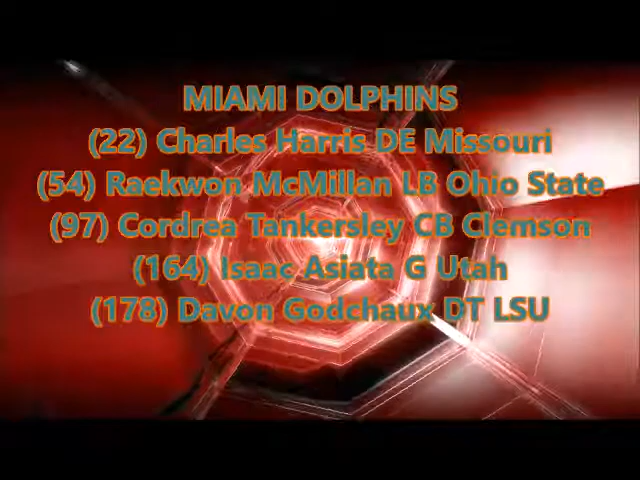 MIAMI DOLPHINS
(22) Charles Harris DE Missouri
(54) Raekwon McMillan LB Ohio State
(97) Cordrea Tankersley CB Clemson
(164) Isaac Asiata G Utah
(178) Davon Godchaux DT LSU